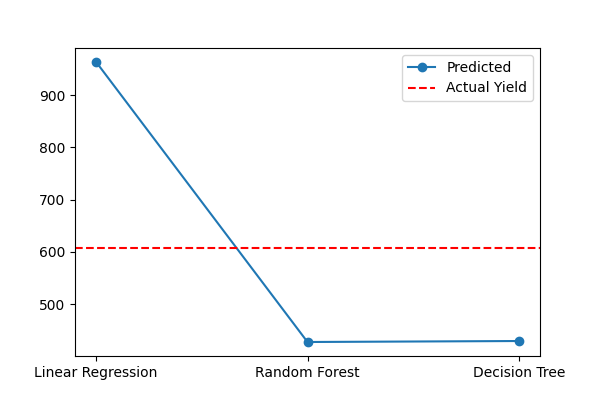 Predicted
Actual Yield
900
800
700
600
500
Linear Regression
Random Forest
Decision Tree